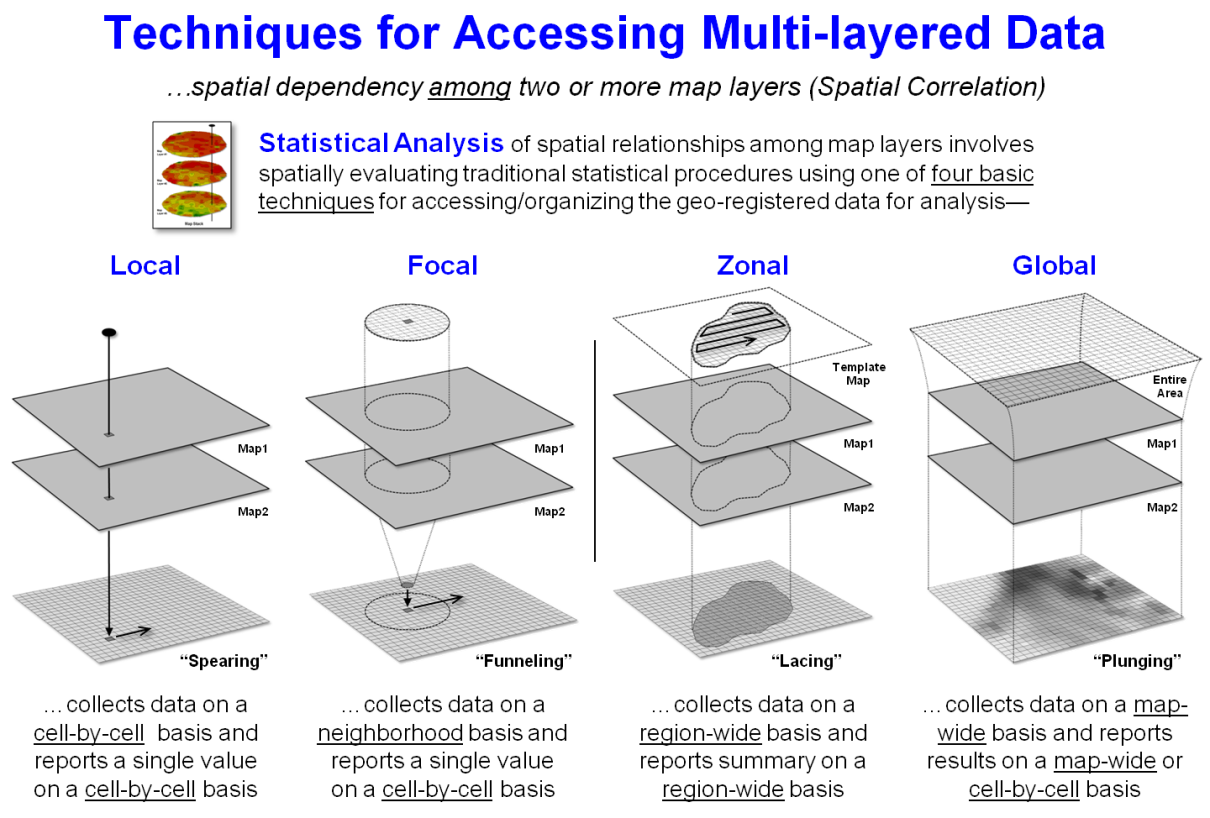 Techniques for Accessing Multi-layered Data
…spatial dependency among two or more map layers (Spatial Correlation)
Statistical Analysis of spatial relationships among map layers involves
spatially evaluating traditional statistical procedures using one of four basic
techniques for accessing/organizing the geo-registered data for analysis—
Map Stack
Local
Focal
Zonal
Global
Map1
Map2
“Spearing”
Map1
Map2
“Funneling”
Template
Map
Map1
Map2
“Lacing”
Entire
Area
Map1
Map2
“Plunging”
…collects data on a
cell-by-cell basis and
reports a single value
on a cell-by-cell basis
…collects data on a
neighborhood basis and
reports a single value
on a cell-by-cell basis
…collects data on a
region-wide basis and
reports summary on a
region-wide basis
…collects data on a map-
wide basis and reports
results on a map-wide or
cell-by-cell basis